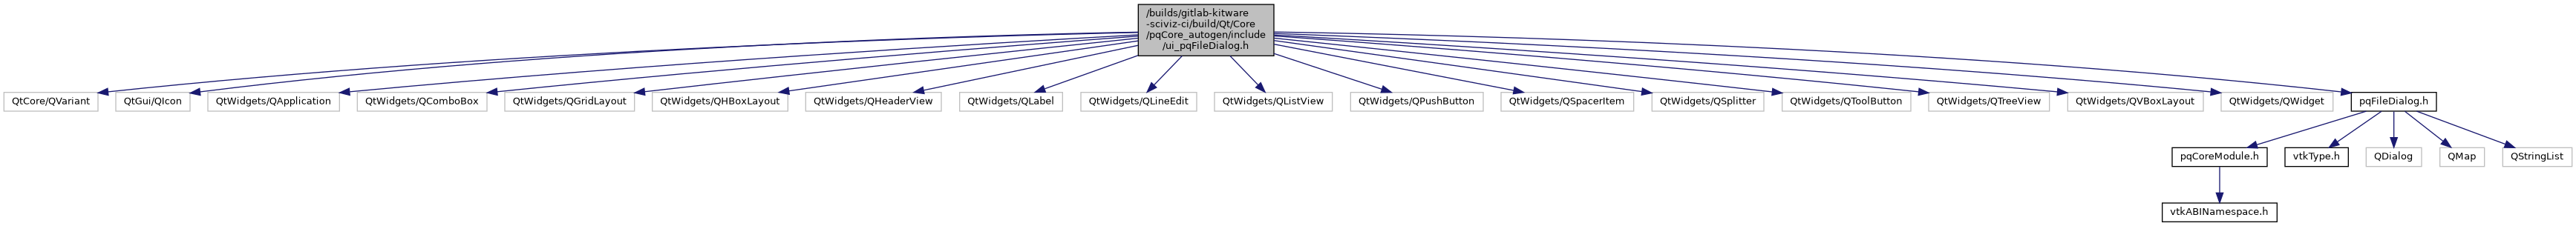 /builds/gitlab-kitware
-sciviz-ci/build/Qt/Core
/pqCore_autogen/include
/ui_pqFileDialog.h
QtCore/QVariant
QtGui/QIcon
QtWidgets/QApplication
QtWidgets/QComboBox
QtWidgets/QGridLayout
QtWidgets/QHBoxLayout
QtWidgets/QHeaderView
QtWidgets/QLabel
QtWidgets/QLineEdit
QtWidgets/QListView
QtWidgets/QPushButton
QtWidgets/QSpacerItem
QtWidgets/QSplitter
QtWidgets/QToolButton
QtWidgets/QTreeView
QtWidgets/QVBoxLayout
QtWidgets/QWidget
pqFileDialog.h
pqCoreModule.h
vtkType.h
QDialog
QMap
QStringList
vtkABINamespace.h